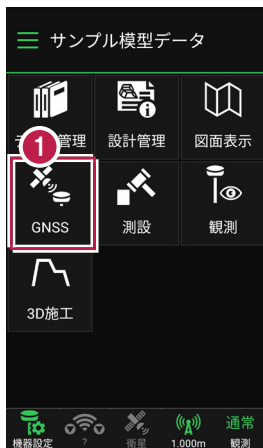 サンプル模型データ
管理 設計管理 図面表示
1
GNSS 測設 観測
3D施工
通常
機器設定 ? 衛星 1.000m 観測